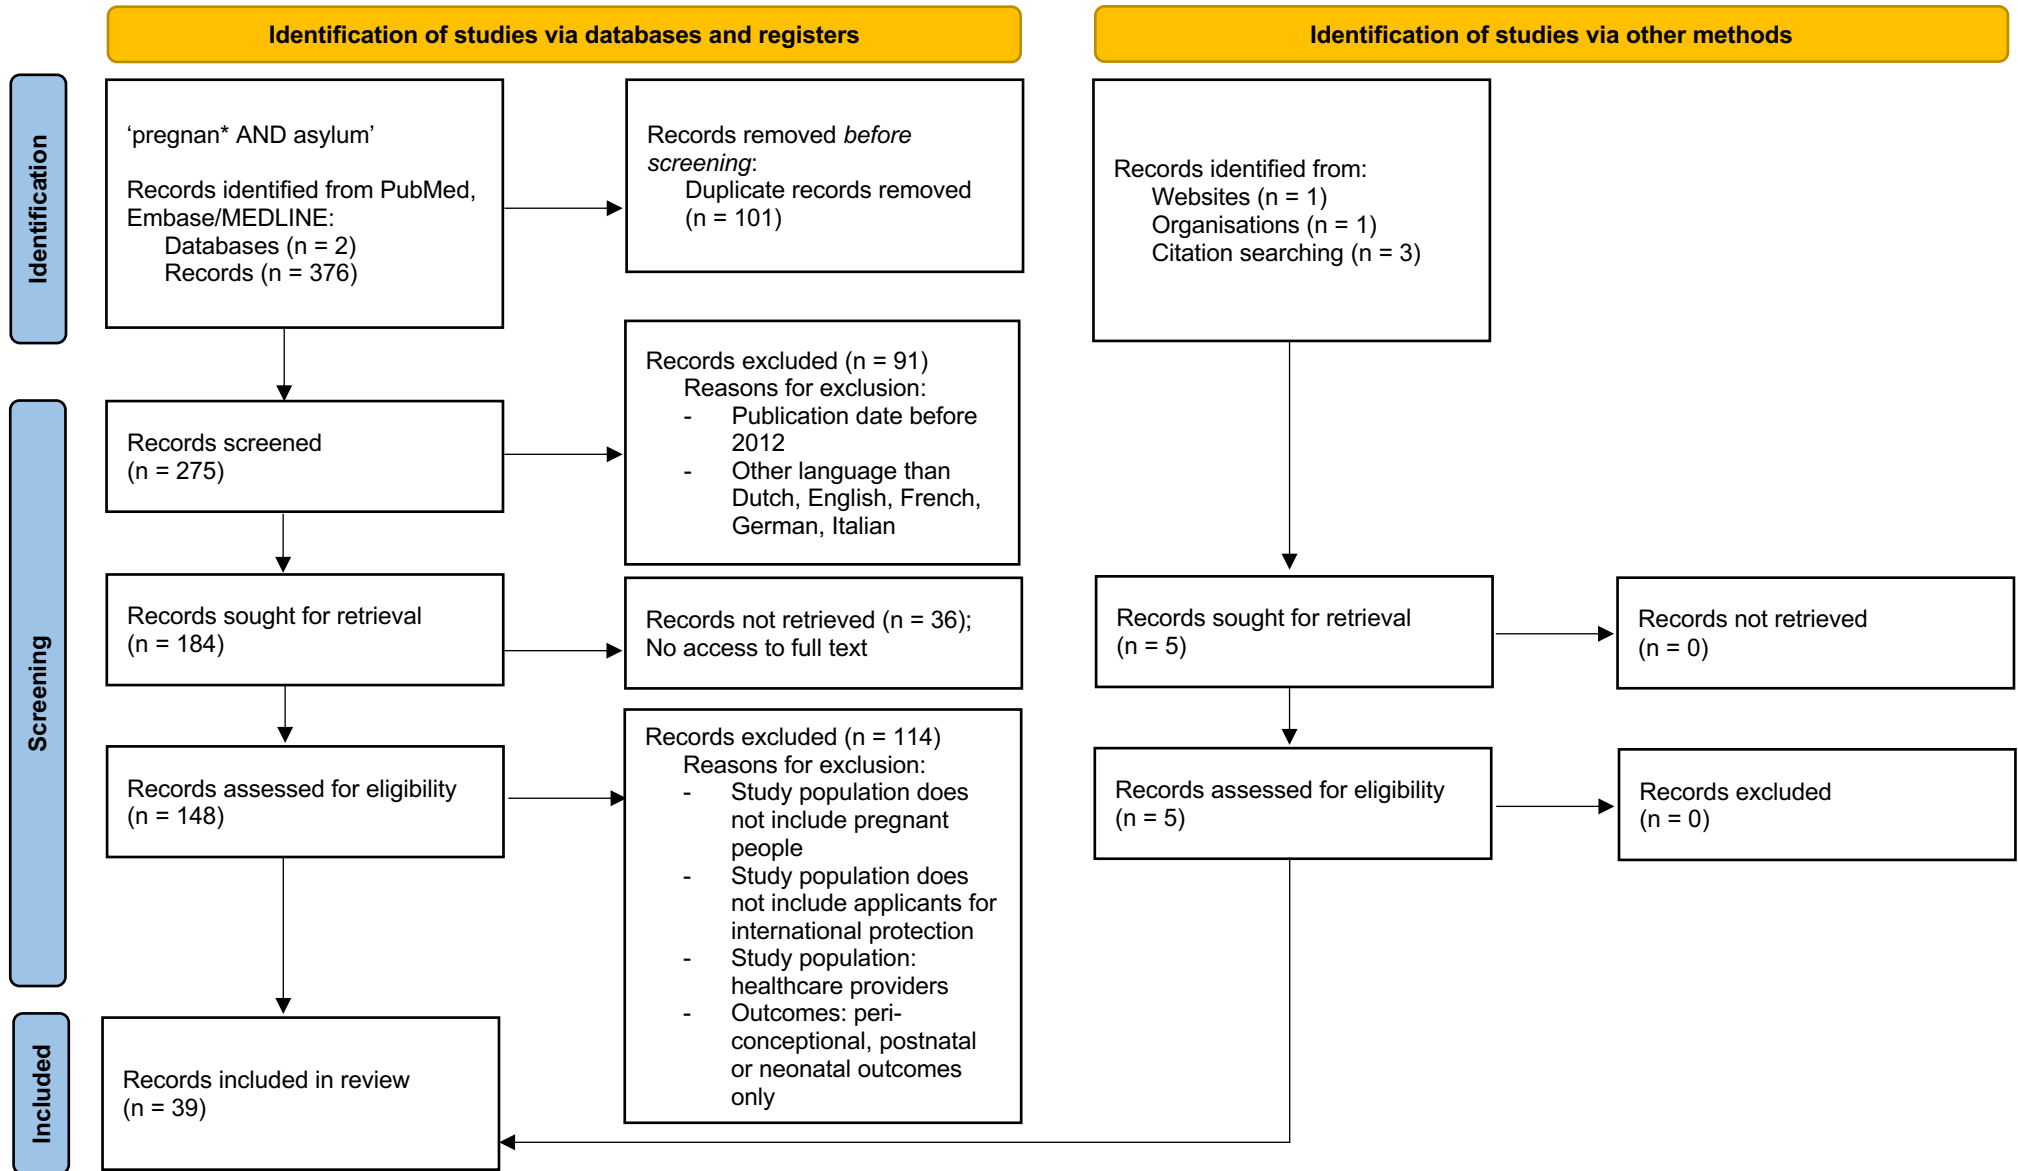 Identification of studies via databases and registers
Identification of studies via other methods
Identification
‘pregnan* AND asylum’
Records identified from PubMed,
Embase/MEDLINE:
Databases (n = 2)
Records (n = 376)
Records removed before
screening:
Duplicate records removed
(n = 101)
Records identified from:
Websites (n = 1)
Organisations (n = 1)
Citation searching (n = 3)
Screening
Records screened
(n = 275)
Records excluded (n = 91)
Reasons for exclusion:
- Publication date before
2012
- Other language than
Dutch, English, French,
German, Italian
Records sought for retrieval
(n = 184)
Records not retrieved (n = 36);
No access to full text
Records sought for retrieval
(n = 5)
Records not retrieved
(n = 0)
Records assessed for eligibility
(n = 148)
Records excluded (n = 114)
Reasons for exclusion:
- Study population does
not include pregnant
people
- Study population does
not include applicants for
international protection
- Study population:
healthcare providers
- Outcomes: peri-
conceptional, postnatal
or neonatal outcomes
only
Records assessed for eligibility
(n = 5)
Records excluded
(n = 0)
Included
Records included in review
(n = 39)